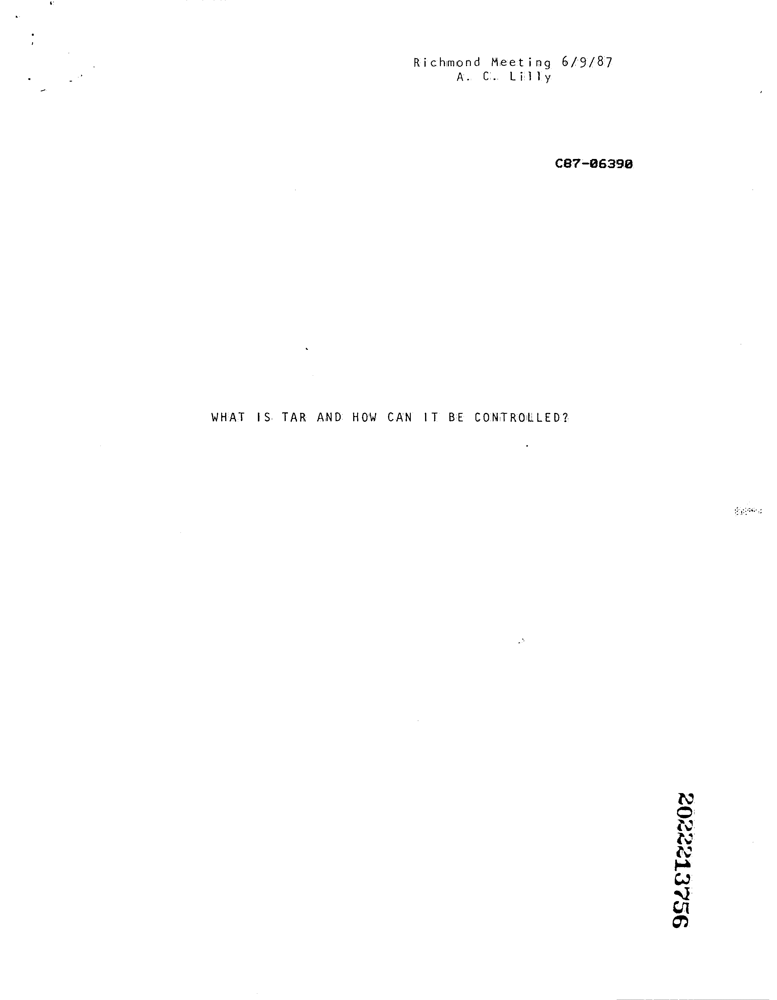 Richmond Meeting 6/9/87
A. C. Lilly
C87-06390
WHAT IS TAR AND HOW CAN IT BE CONTROLLED?
2022213756